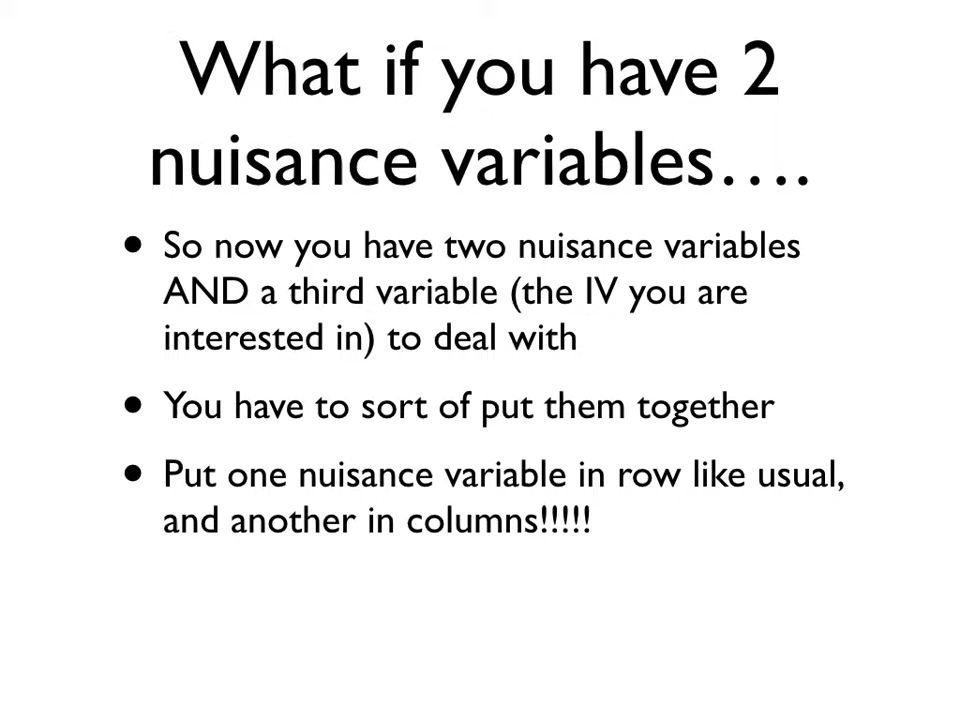 What if you have 2
nuisance variables….
• So now you have two nuisance variables
AND a third variable (the IV you are
interested in) to deal with
• You have to sort of put them together
• Put one nuisance variable in row like usual,
and another in columns!!!!!